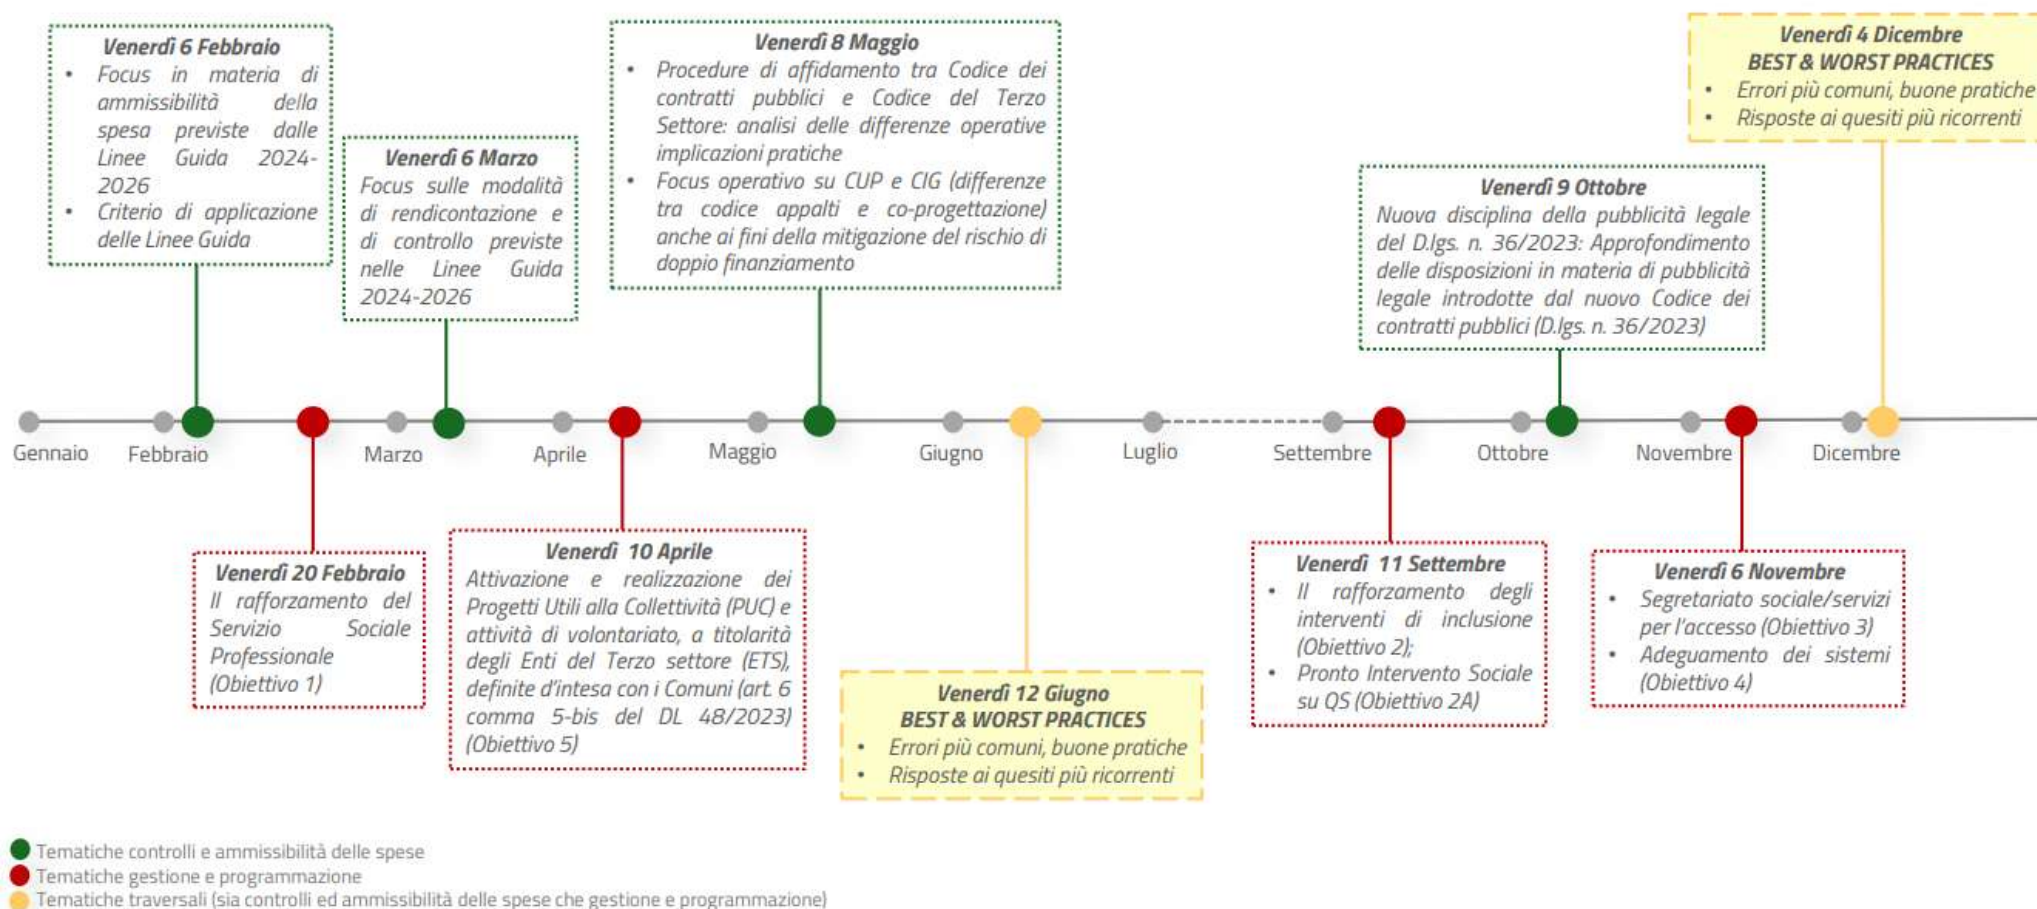 Venerdì 6 Febbraio
• Focus in materia di
ammissibilità della
spesa previste dalle
Linee Guida 2024-
2026
• Criterio di applicazione
delle Linee Guida
Venerdì 6 Marzo
Focus sulle modalità
di rendicontazione e
di controllo previste
nelle Linee Guida
2024-2026
Venerdì 8 Maggio
• Procedure di affidamento tra Codice dei
contratti pubblici e Codice del Terzo
Settore: analisi delle differenze operative
implicazioni pratiche
• Focus operativo su CUP e CIG (differenze
tra codice appalti e co-progettazione)
anche ai fini della mitigazione del rischio di
doppio finanziamento
Venerdì 9 Ottobre
Nuova disciplina della pubblicità legale
del D.lgs. n. 36/2023: Approfondimento
delle disposizioni in materia di pubblicità
legale introdotte dal nuovo Codice dei
contratti pubblici (D.lgs. n. 36/2023)
Venerdì 4 Dicembre
BEST & WORST PRACTICES
• Errori più comuni, buone pratiche
• Risposte ai quesiti più ricorrenti
Gennaio Febbraio Marzo Aprile Maggio Giugno Luglio Settembre Ottobre Novembre Dicembre
Venerdì 20 Febbraio
Il rafforzamento del
Servizio Sociale
Professionale
(Obiettivo 1)
Venerdì 10 Aprile
Attivazione e realizzazione dei
Progetti Utili alla Collettività (PUC) e
attività di volontariato, a titolarità
degli Enti del Terzo settore (ETS),
definite d'intesa con i Comuni (art. 6
comma 5-bis del DL 48/2023)
(Obiettivo 5)
Venerdì 12 Giugno
BEST & WORST PRACTICES
• Errori più comuni, buone pratiche
• Risposte ai quesiti più ricorrenti
Venerdì 11 Settembre
• Il rafforzamento degli
interventi di inclusione
(Obiettivo 2);
• Pronto Intervento Sociale
su QS (Obiettivo 2A)
Venerdì 6 Novembre
• Segretariato sociale/servizi
per l'accesso (Obiettivo 3)
• Adeguamento dei sistemi
(Obiettivo 4)
Tematiche controlli e ammissibilità delle spese
Tematiche gestione e programmazione
Tematiche traversali (sia controlli ed ammissibilità delle spese che gestione e programmazione)